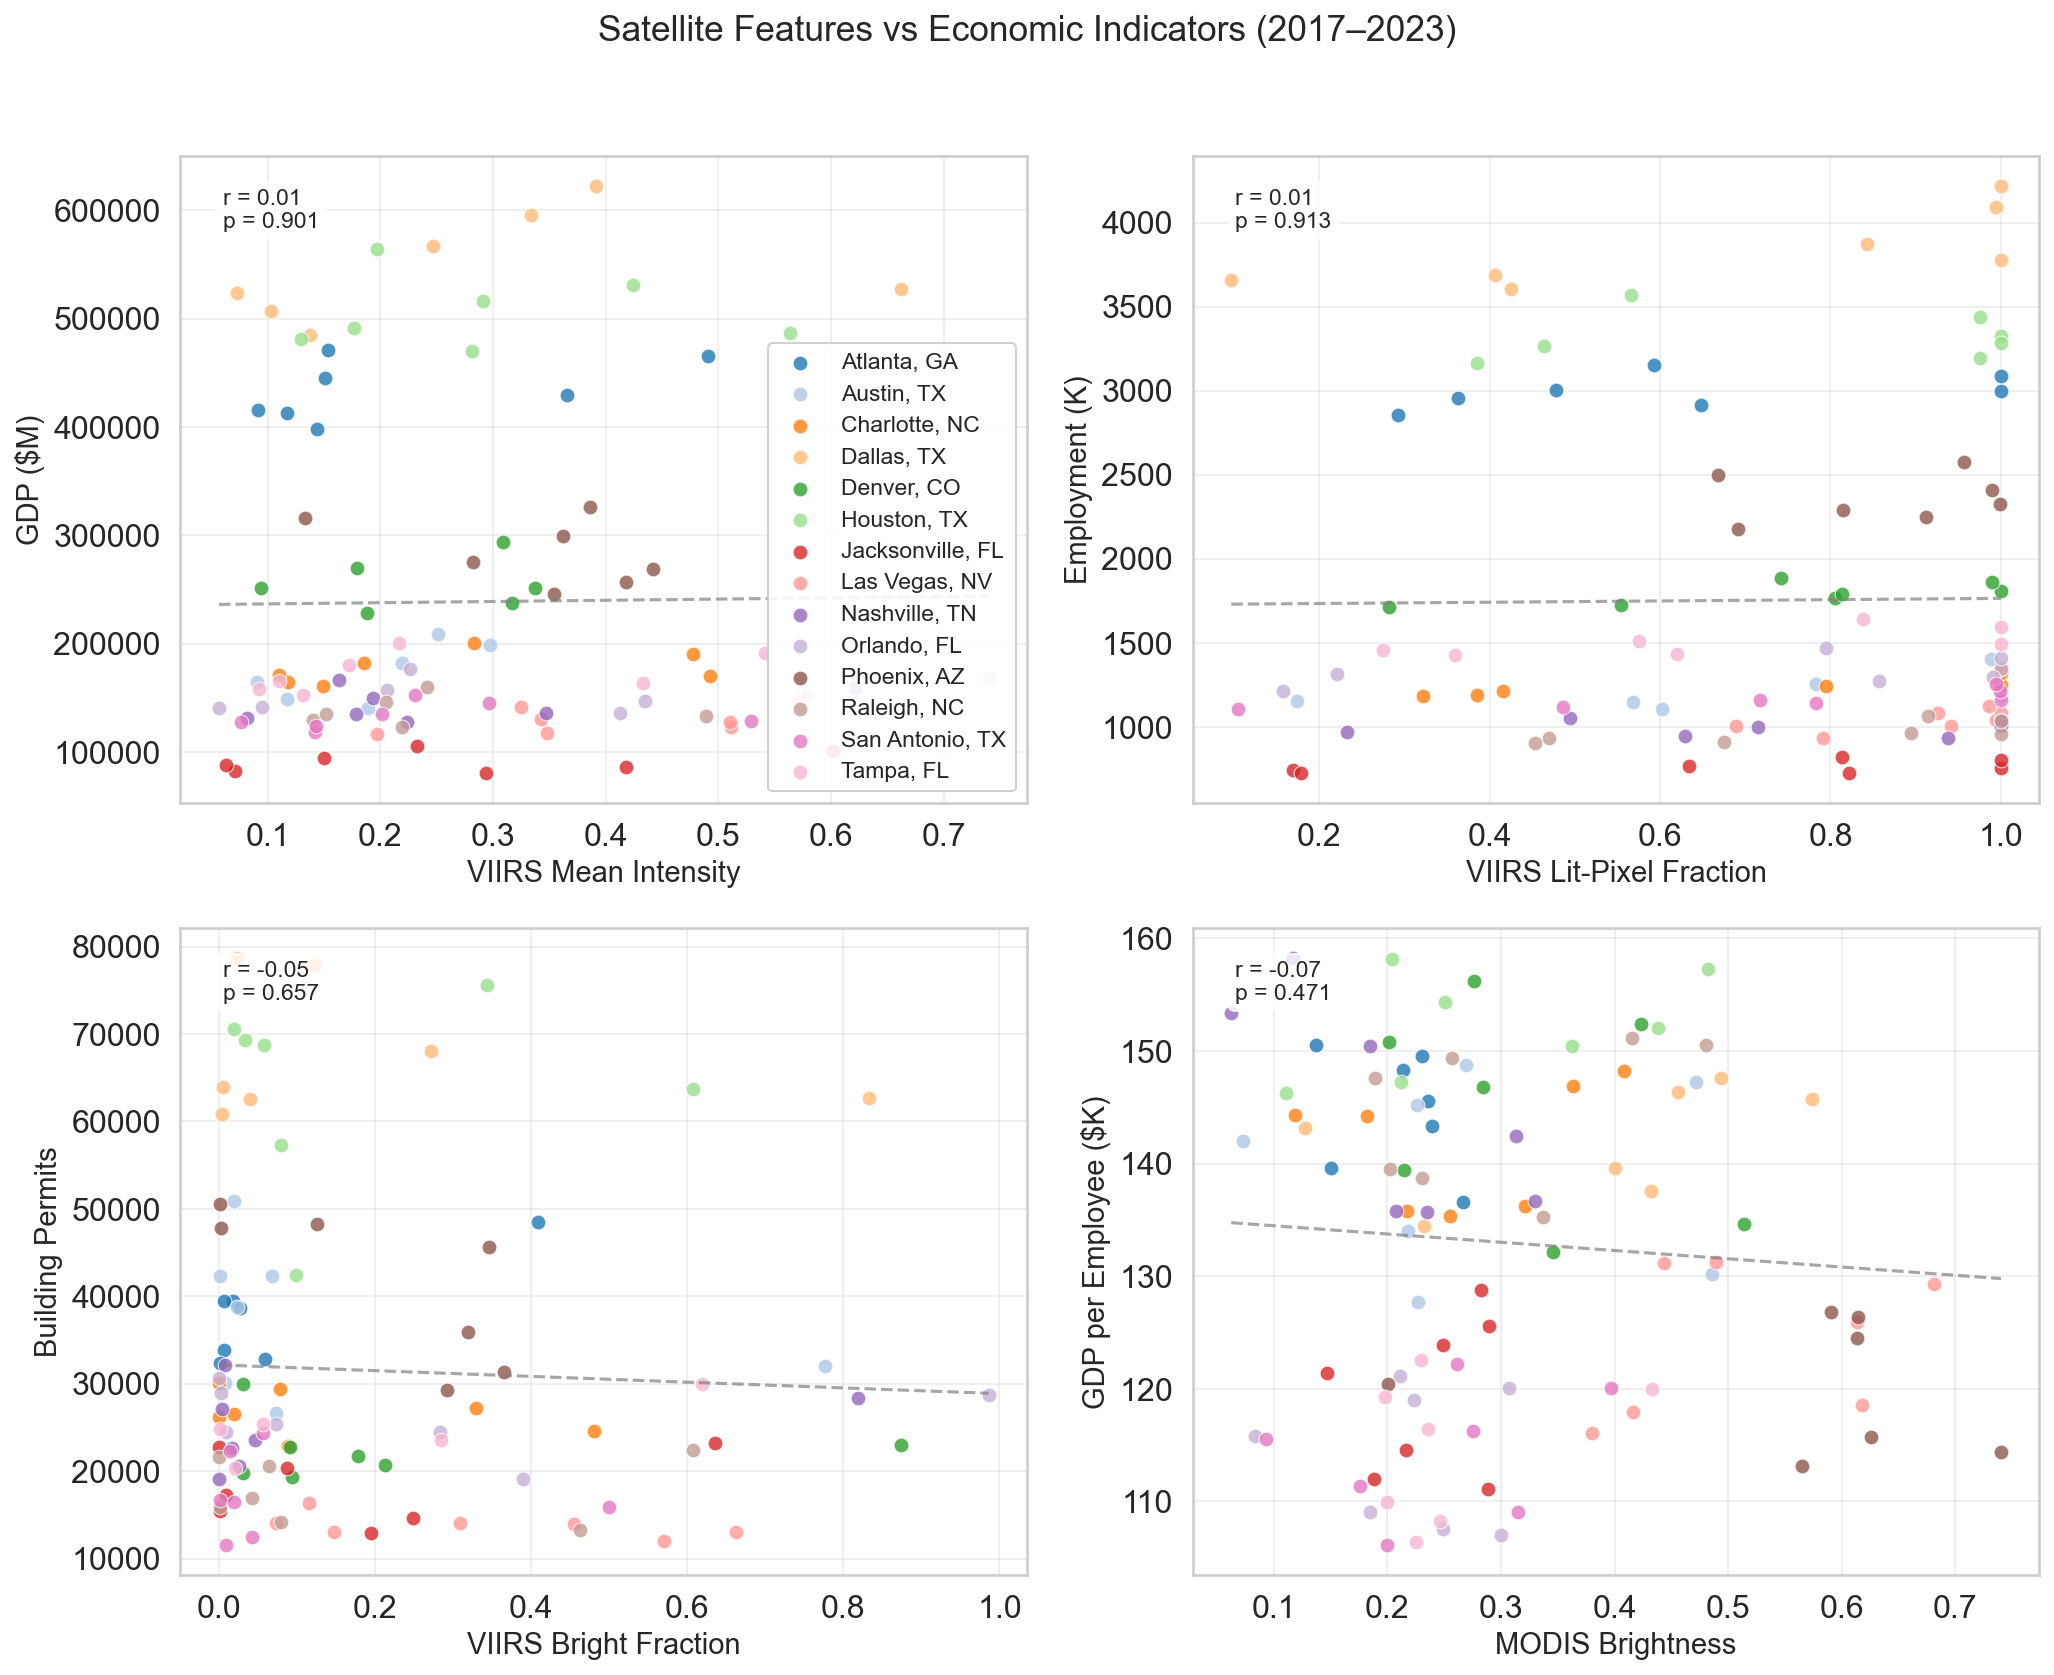 Satellite Features vs Economic Indicators (2017–2023)
r = 0.01
p = 0.901
600000
500000
400000
300000
200000
100000
GDP ($M)
Atlanta, GA
Austin, TX
Charlotte, NC
Dallas, TX
Denver, CO
Houston, TX
Jacksonville, FL
Las Vegas, NV
Nashville, TN
Orlando, FL
Phoenix, AZ
Raleigh, NC
San Antonio, TX
Tampa, FL
0.1 0.2 0.3 0.4 0.5 0.6 0.7
VIIRS Mean Intensity
r = 0.01
p = 0.913
4000
3500
3000
2500
2000
1500
1000
Employment (K)
0.2 0.4 0.6 0.8 1.0
VIIRS Lit-Pixel Fraction
r = -0.05
p = 0.657
80000
70000
60000
50000
40000
30000
20000
10000
Building Permits
0.0 0.2 0.4 0.6 0.8 1.0
VIIRS Bright Fraction
r = -0.07
p = 0.471
160
150
140
130
120
110
GDP per Employee ($K)
0.1 0.2 0.3 0.4 0.5 0.6 0.7
MODIS Brightness